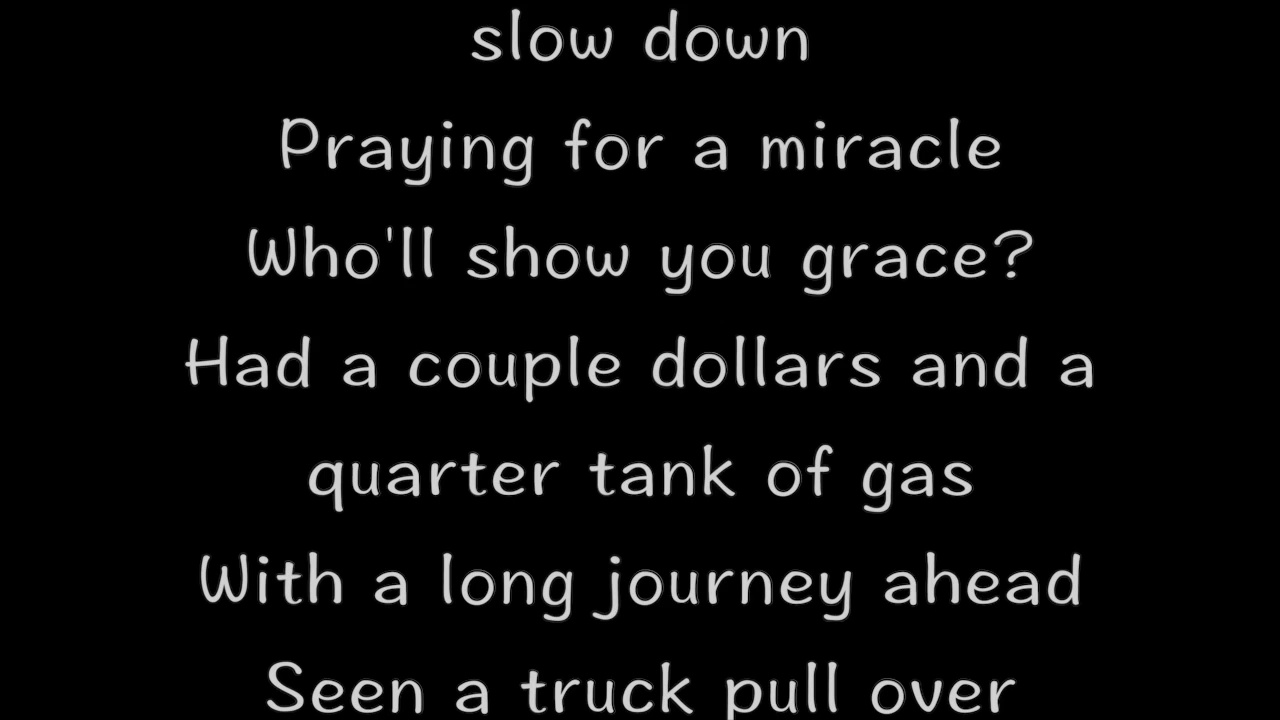 slow down
Praying for a miracle
Who'll show you grace?
Had a couple dollars and a
quarter tank of gas
With a long journey ahead
Seen a truck pull over